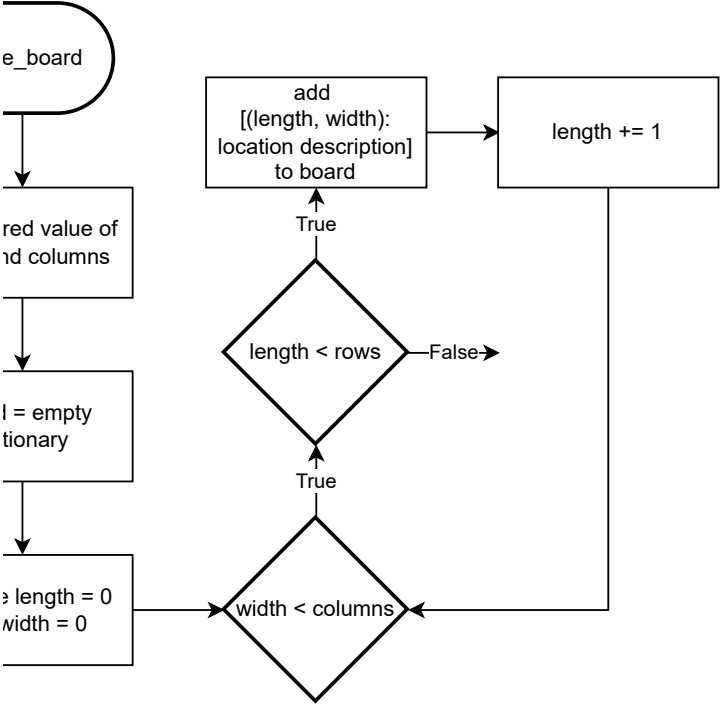 e_board
red value of
nd columns
d = empty
tionary
e length = 0
width = 0
add
[(length, width):
location description]
to board
length += 1
True
length < rows
False
True
width < columns